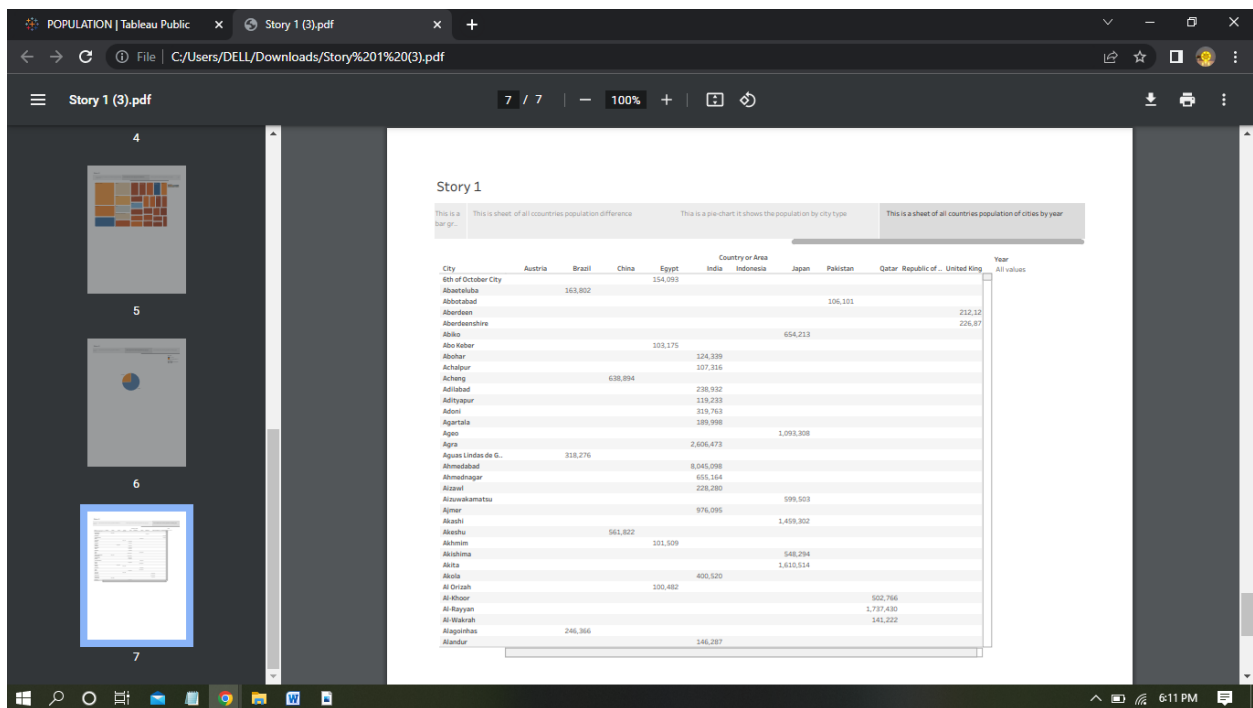 POPULATION | Tableau Public
Story 1 (3).pdf
File | C:/Users/DELL/Downloads/Story%201%20(3).pdf
Story 1 (3).pdf
7 / 7
100%
4
5
6
7
Story 1
This is a bar gr...
This is sheet of all ccountries population difference
This is a pie-chart it shows the population by city type
This is a sheet of all countries population of cities by year
Country or Area
Year
City Austria Brazil China Egypt India Indonesia Japan Pakistan Qatar Republic of .. United King
All values
6th of October City 154,093
Abaeteluba 163,802
Abbotabad 106,101
Aberdeen 212,12
Aberdeenshire 226,87
Abiko 654,213
Abo Keber 103,175
Abohar 124,339
Achalpur 107,316
Acheng 638,894
Adilabad 238,932
Adityapur 119,233
Adoni 319,763
Agartala 189,998
Ageo 1,093,308
Agra 2,606,473
Aguas Lindas de G.. 318,276
Ahmedabad 8,045,098
Ahmednagar 655,164
Aizawl 228,280
Aizuwakamatsu 599,503
Ajmer 976,095
Akashi 1,459,302
Akeshu 561,822
Akhmim 101,509
Akishima 548,294
Akita 1,610,514
Akola 400,520
Al Orizah 100,482
Al-Khoor 502,766
Al-Rayyan 1,737,430
Al-Wakrah 141,222
Alagoinhas 246,366
Alandur 146,287
6:11 PM